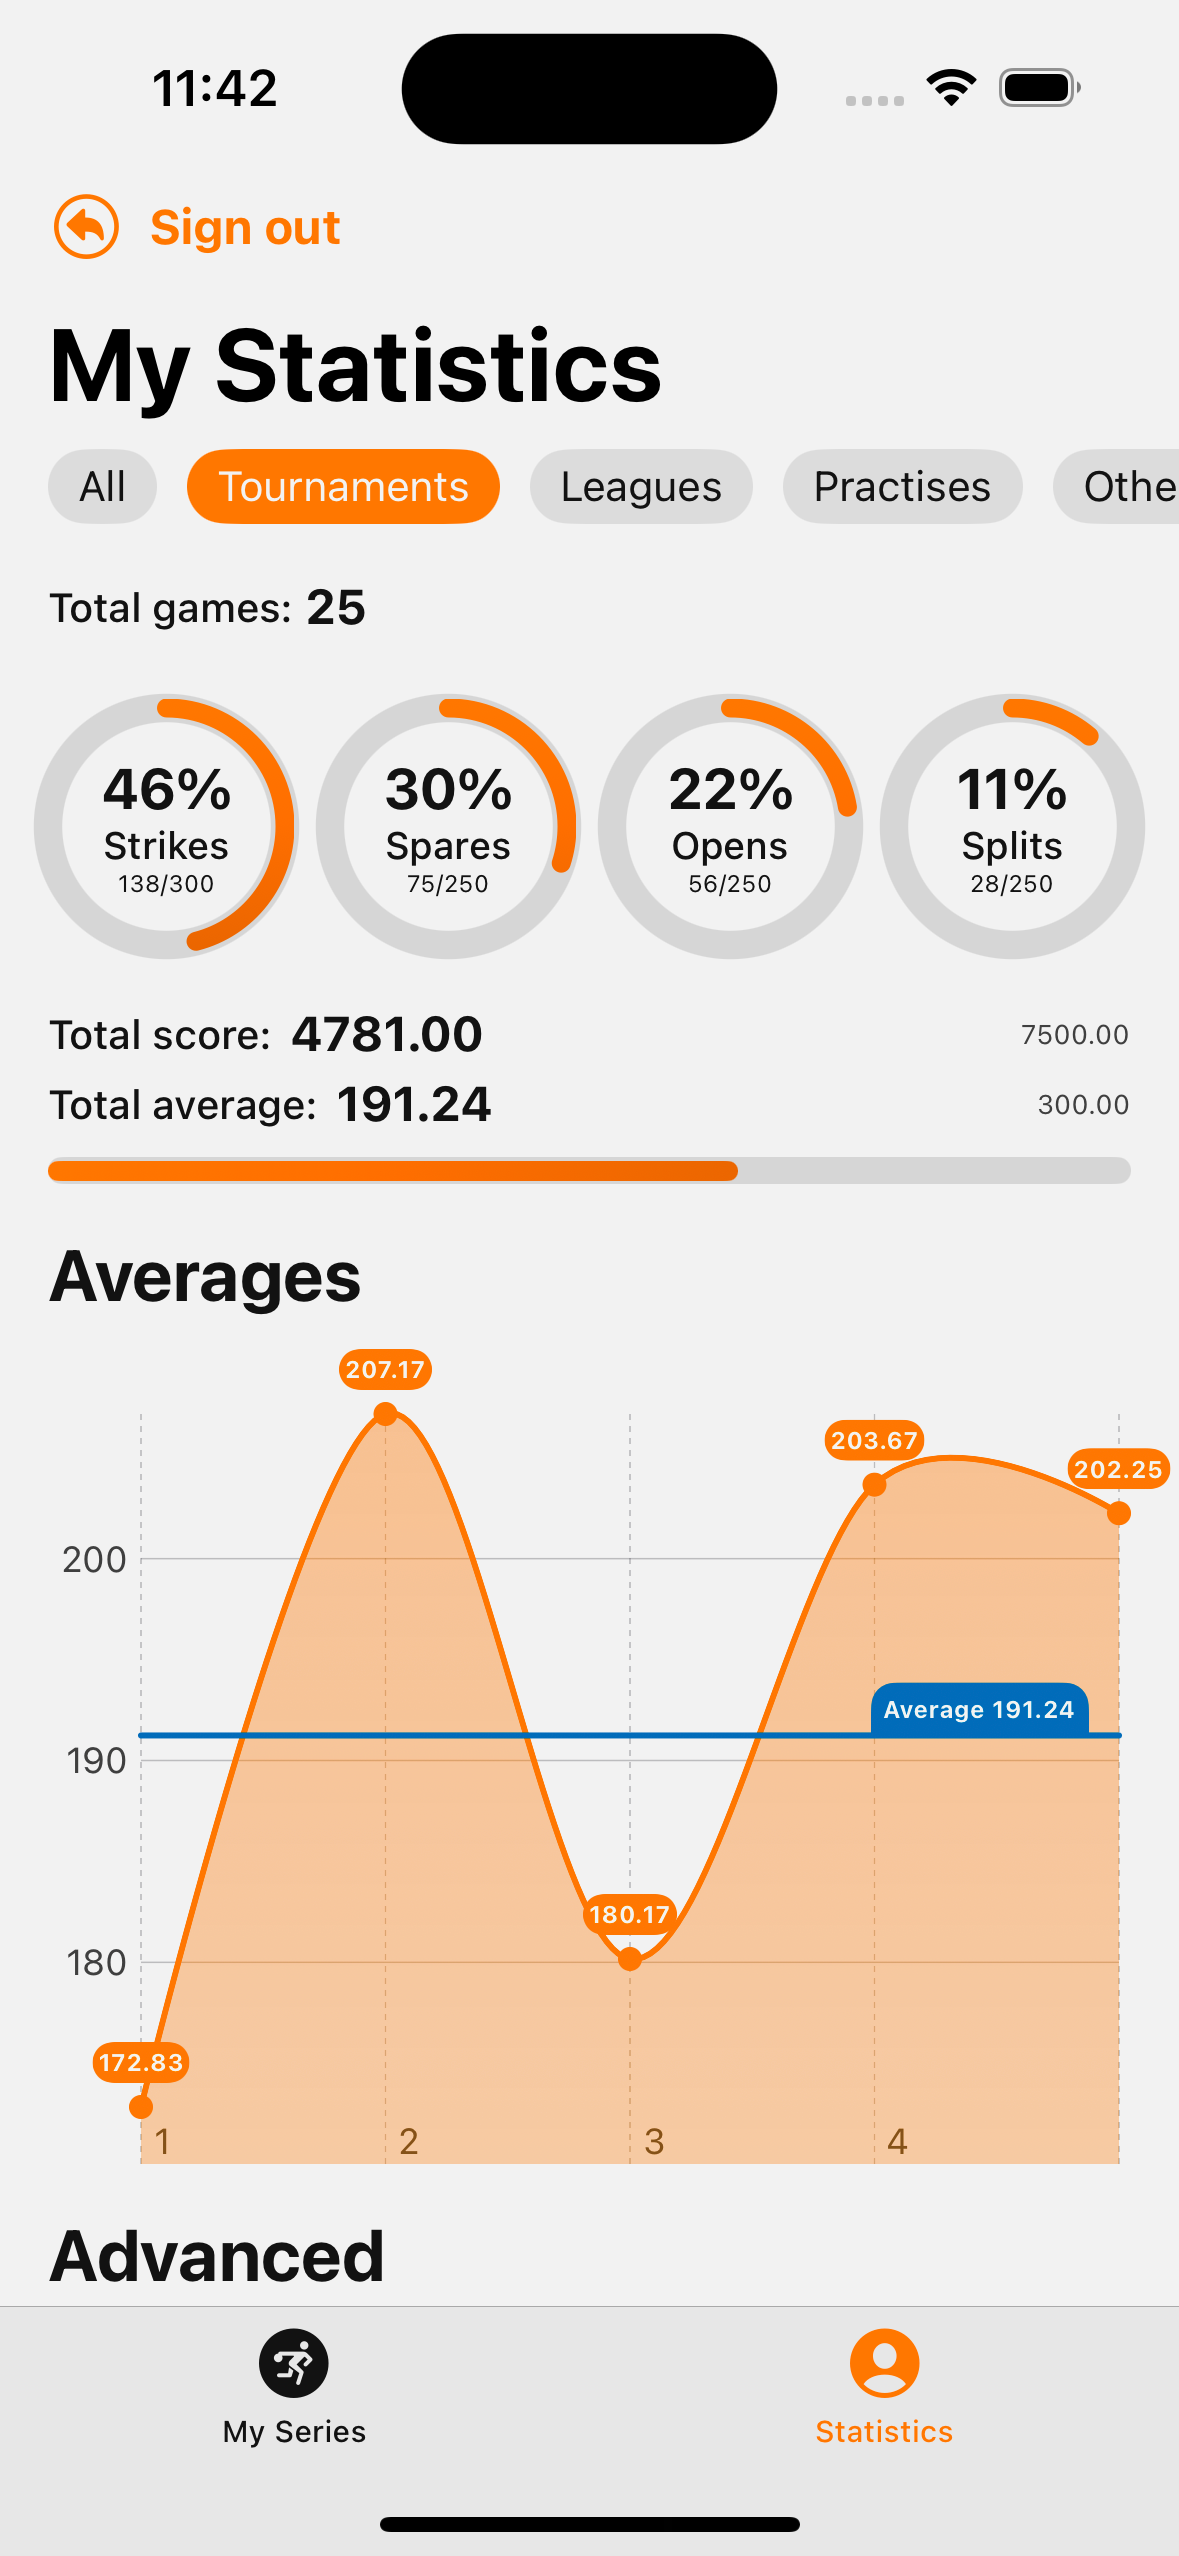 11:42
Sign out
My Statistics
All Tournaments Leagues Practises Othe
Total games: 25
46% 30% 22% 11%
Strikes Spares Opens Splits
138/300 75/250 56/250 28/250
Total score: 4781.00 7500.00
Total average: 191.24 300.00
Averages
207.17
203.67
202.25
200
Average 191.24
190
180.17
180
172.83
1 2 3 4
Advanced
My Series Statistics